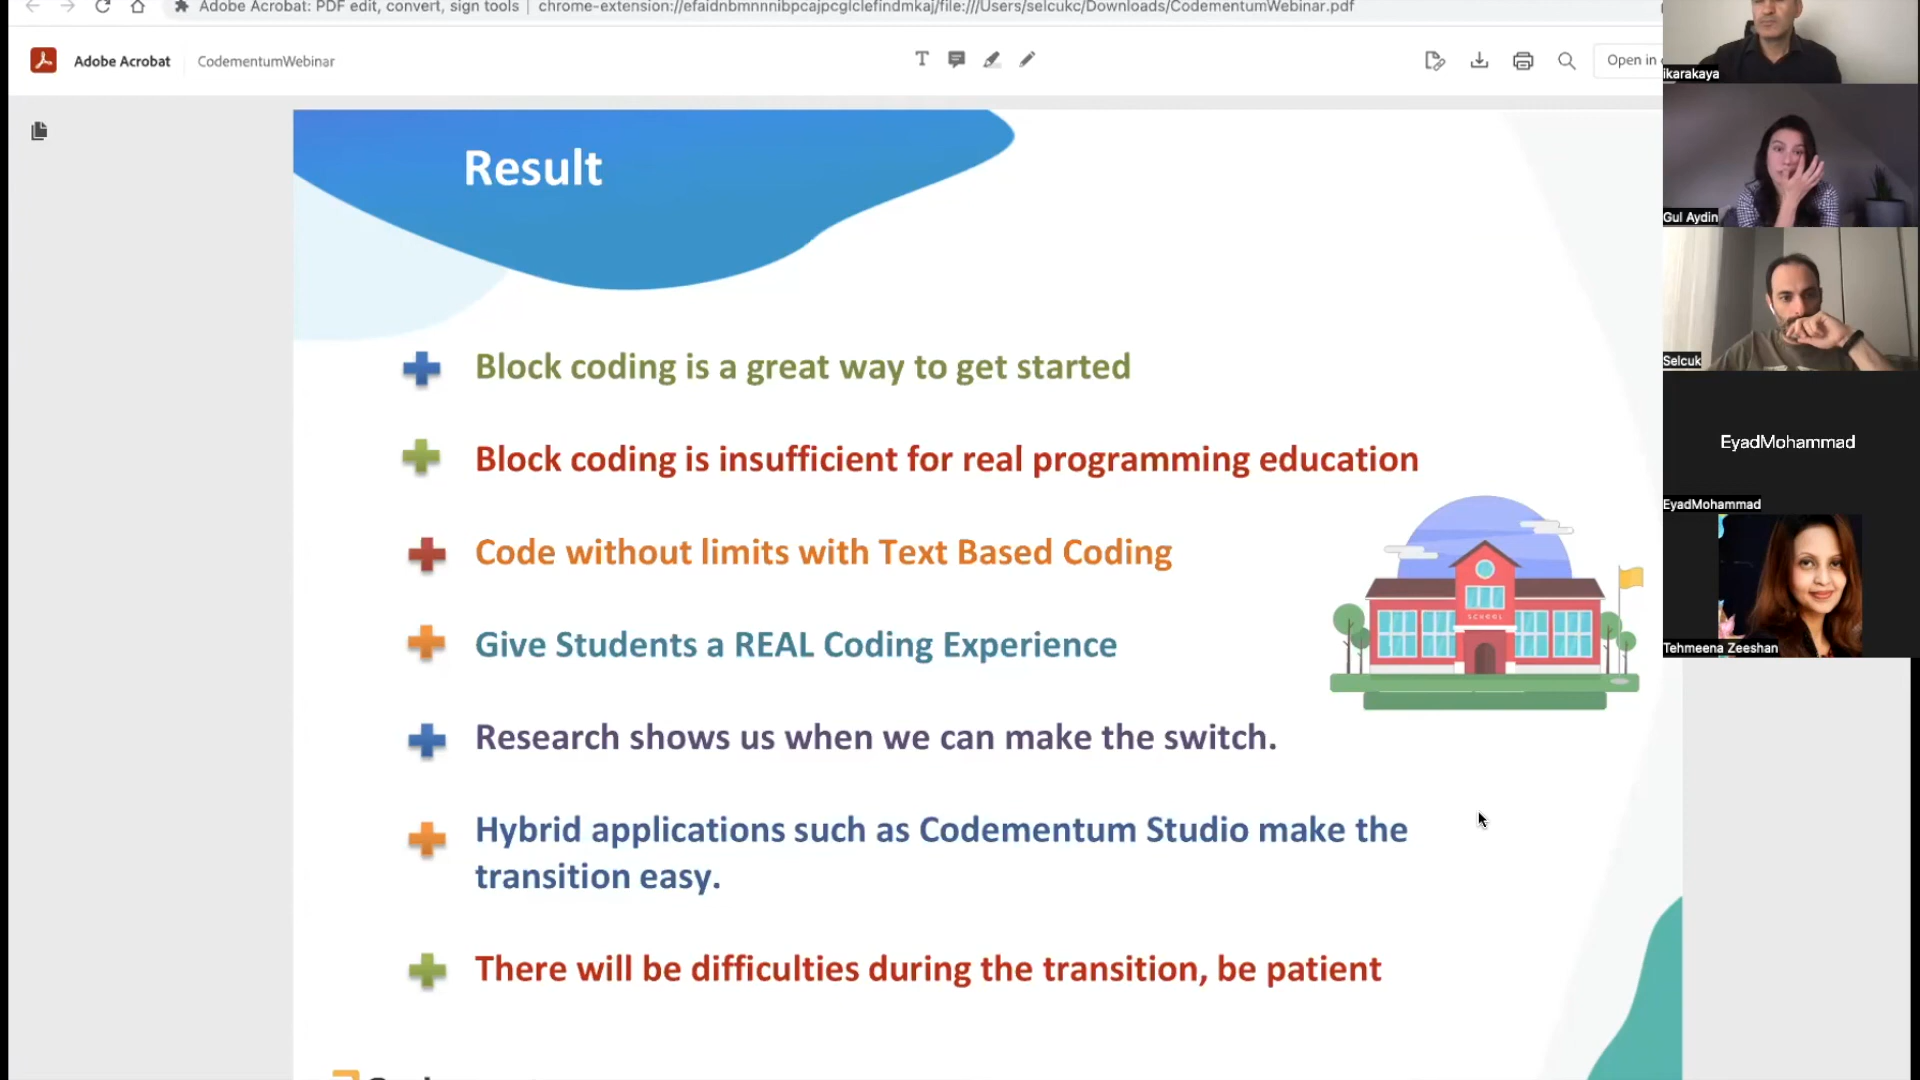 Adobe Acrobat: PDF edit, convert, sign tools | chrome-extension://efaidnbmnnnibpcajpcglclefindmkaj/file:///Users/selcukc/Downloads/CodementumWebinar.pdf
Adobe Acrobat CodementumWebinar
Open in
ikarakaya
Gul Aydin
Selcuk
EyadMohammad
EyadMohammad
Tehmeena Zeeshan
Result
Block coding is a great way to get started
Block coding is insufficient for real programming education
Code without limits with Text Based Coding
Give Students a REAL Coding Experience
Research shows us when we can make the switch.
Hybrid applications such as Codementum Studio make the
transition easy.
There will be difficulties during the transition, be patient
SCHOOL